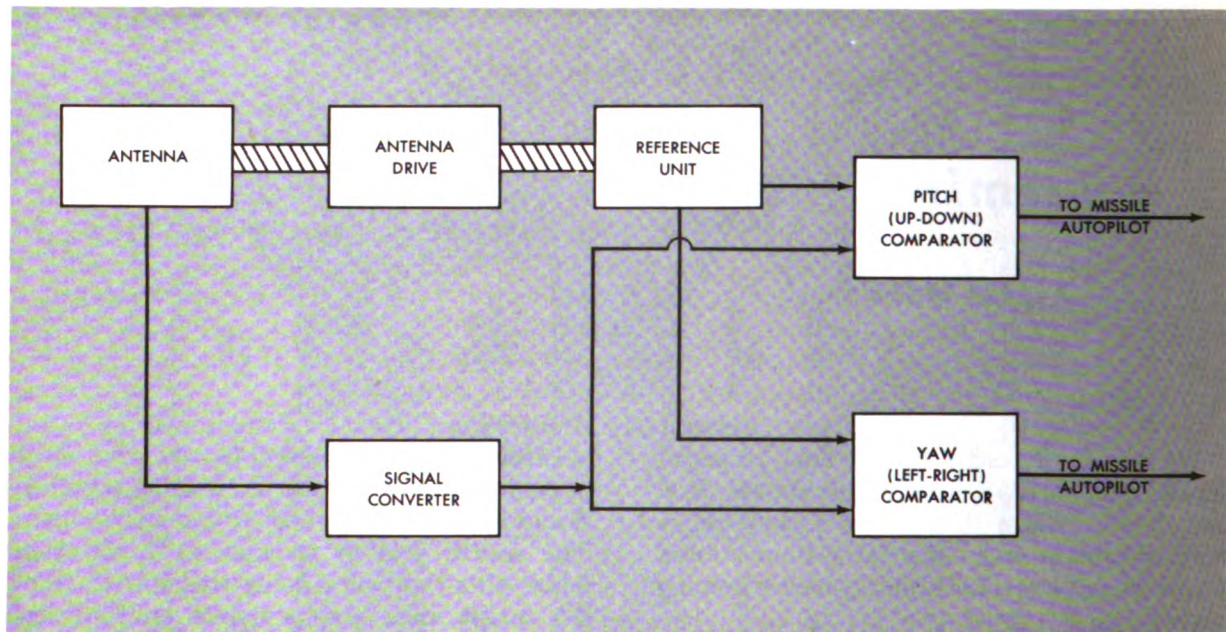 ANTENNA
ANTENNA
DRIVE
REFERENCE
UNIT
PITCH
(UP-DOWN)
COMPARATOR
TO MISSILE
AUTOPILOT
SIGNAL
CONVERTER
YAW
(LEFT-RIGHT)
COMPARATOR
TO MISSILE
AUTOPILOT